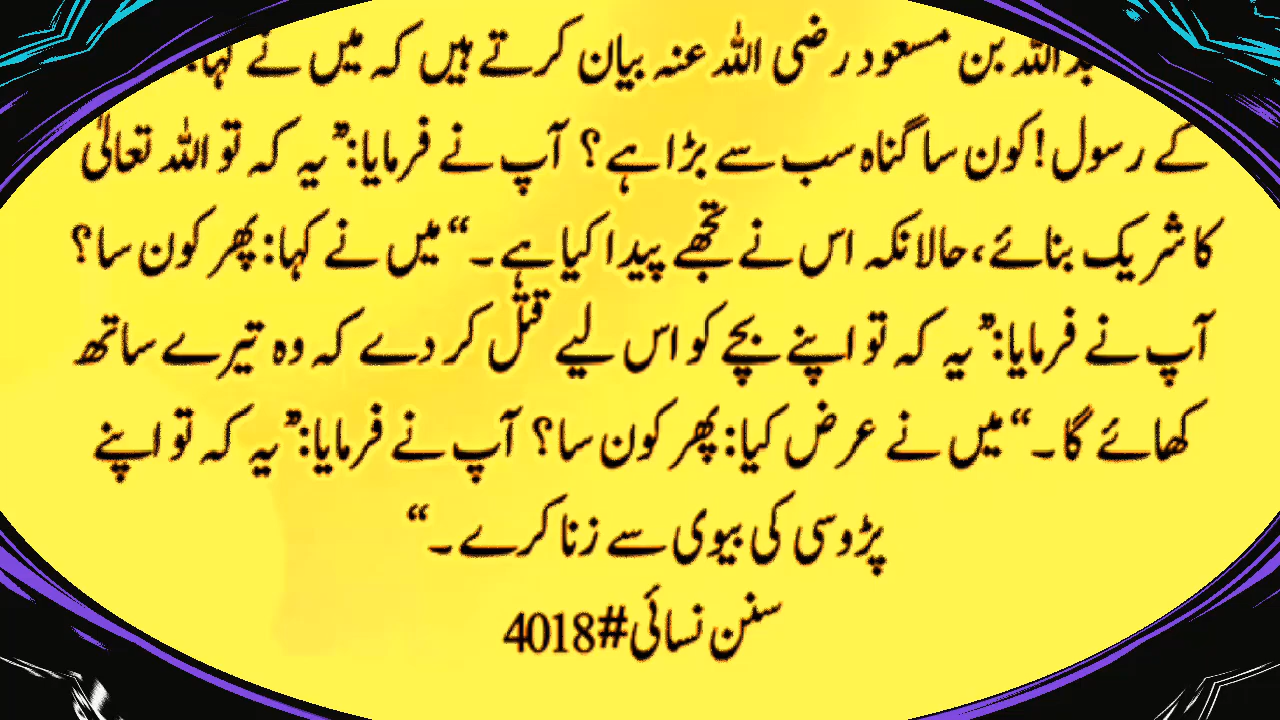 اللہ بن مسعود رضی اللہ عنہ بیان کرتے ہیں کہ میں نے کہا:
کے رسول! کون سا گناہ سب سے بڑا ہے؟ آپ نے فرمایا: ”یہ کہ تو اللہ تعالیٰ
کا شریک بنائے، حالانکہ اس نے تجھے پیدا کیا ہے۔“ میں نے کہا: پھر کون سا؟
آپ نے فرمایا: ”یہ کہ تو اپنے بچے کو اس لیے قتل کر دے کہ وہ تیرے ساتھ
کھائے گا۔“ میں نے عرض کیا: پھر کون سا؟ آپ نے فرمایا: ”یہ کہ تو اپنے
پڑوسی کی بیوی سے زنا کرے۔“
سنن نسائی#4018